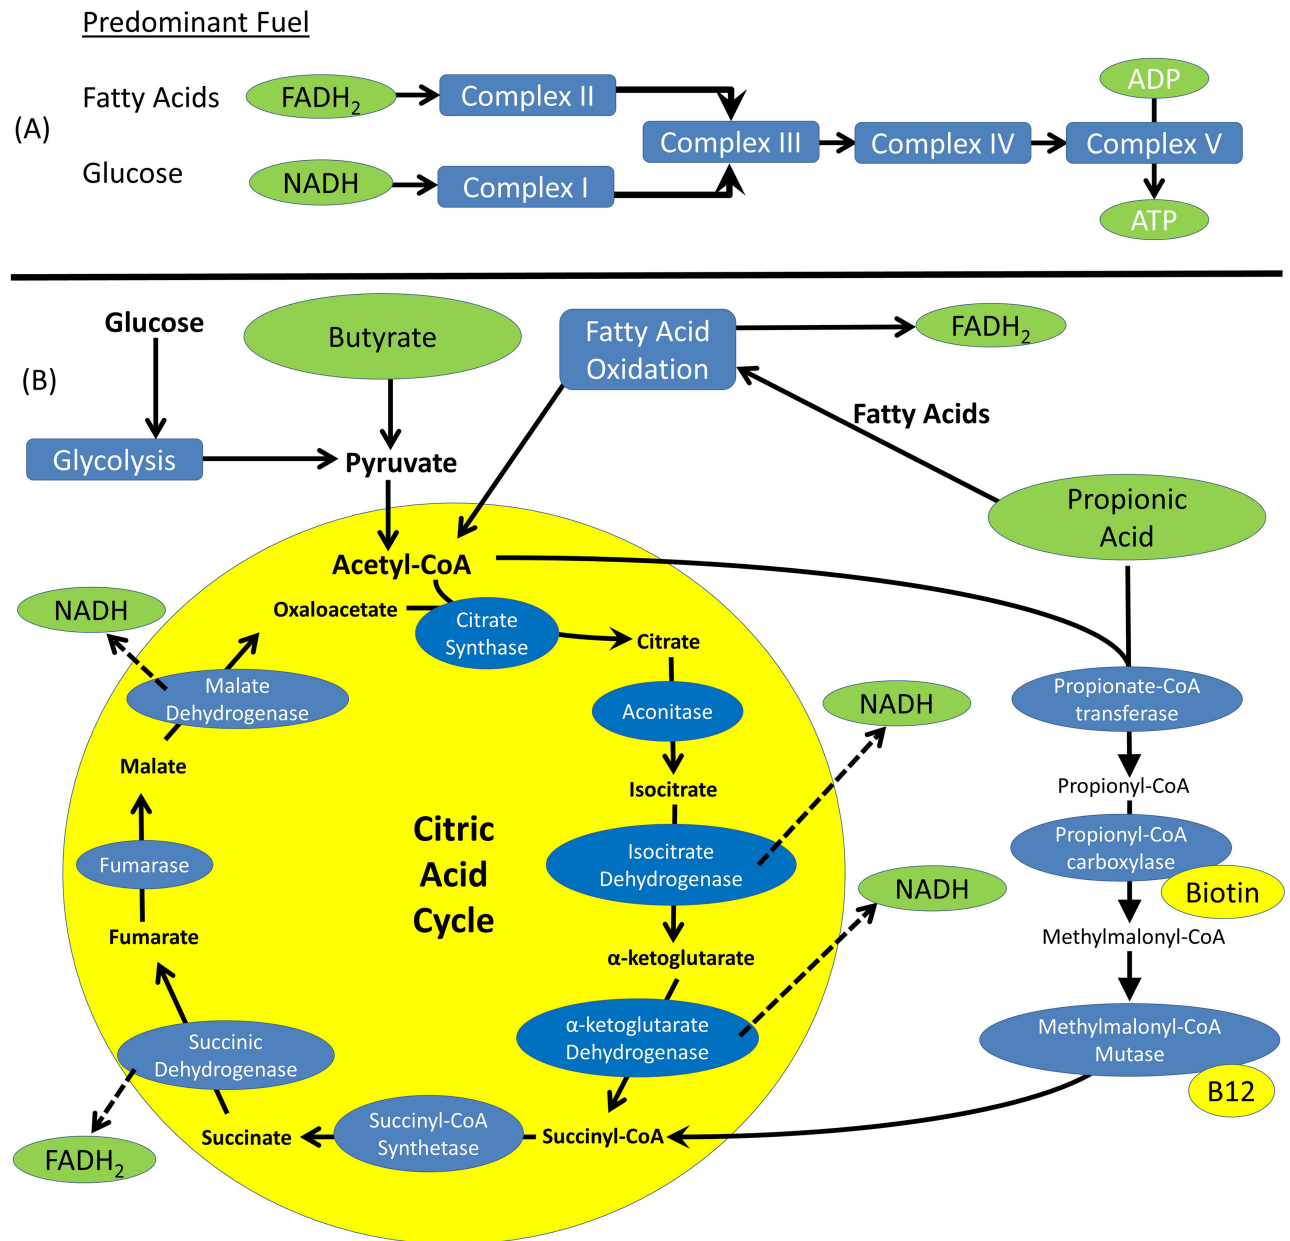 Predominant Fuel
(A)
Fatty Acids
FADH2
Complex II
Glucose
NADH
Complex I
Complex III
Complex IV
Complex V
ADP
ATP
(B)
Glucose
Glycolysis
Butyrate
Pyruvate
Fatty Acid
Oxidation
FADH2
Fatty Acids
Propionic
Acid
Acetyl-CoA
Oxaloacetate
Citrate
Synthase
Citrate
Aconitase
Isocitrate
Isocitrate
Dehydrogenase
NADH
α-ketoglutarate
α-ketoglutarate
Dehydrogenase
NADH
Succinyl-CoA
Succinyl-CoA
Synthetase
Succinate
Succinic
Dehydrogenase
FADH2
Fumarate
Fumarase
Malate
Malate
Dehydrogenase
NADH
Citric
Acid
Cycle
Propionate-CoA
transferase
Propionyl-CoA
Propionyl-CoA
carboxylase
Biotin
Methylmalonyl-CoA
Methylmalonyl-CoA
Mutase
B12